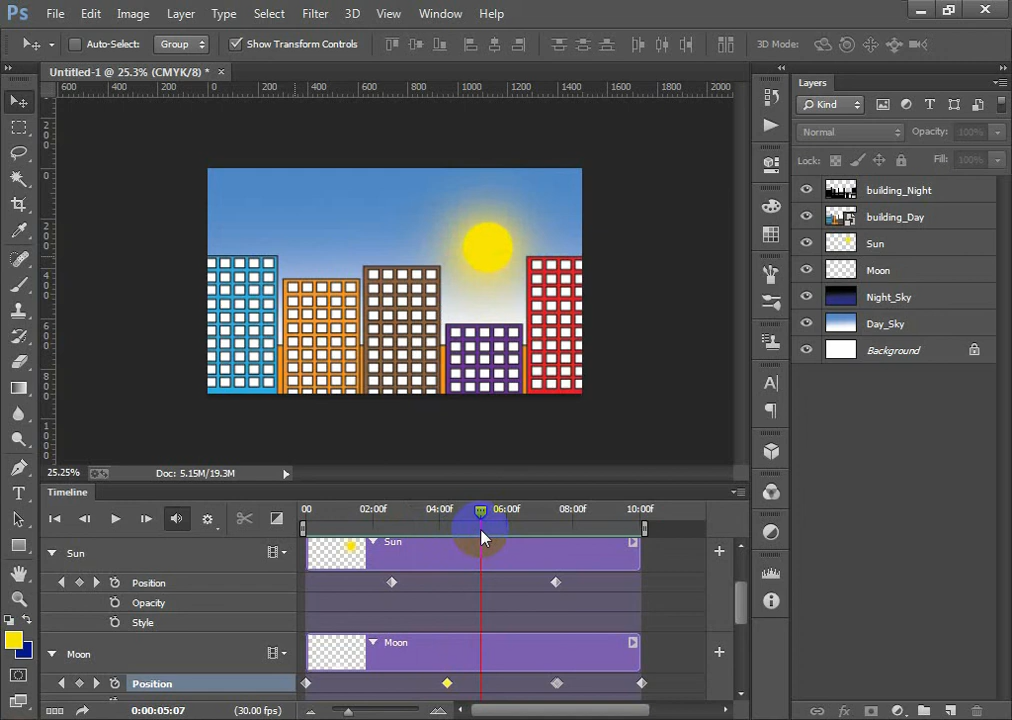 File Edit Image Layer Type Select Filter 3D View Window Help
Auto-Select: Group Show Transform Controls 3D Mode:
Untitled-1 @ 25.3% (CMYK/8) *
600 400 200 0 200 400 600 800 1000 1200 1400 1600 1800 2000
25.25% Doc: 5.15M/19.3M
Timeline
00 02:00f 04:00f 06:00f 08:00f 10:00f
Sun
Sun
Position
Opacity
Style
Moon
Moon
Position
0:00:05:07 (30.00 fps)
Layers
Kind
Normal Opacity: 100%
Lock: Fill: 100%
building_Night
building_Day
Sun
Moon
Night_Sky
Day_Sky
Background